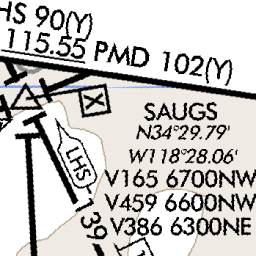 HS 90(Y)
115.55 PMD 102(Y)
X
SAUGS
N34°29.79'
W118°28.06'
LHS
V165 6700NW
V459 6600NW
V386 6300NE
139